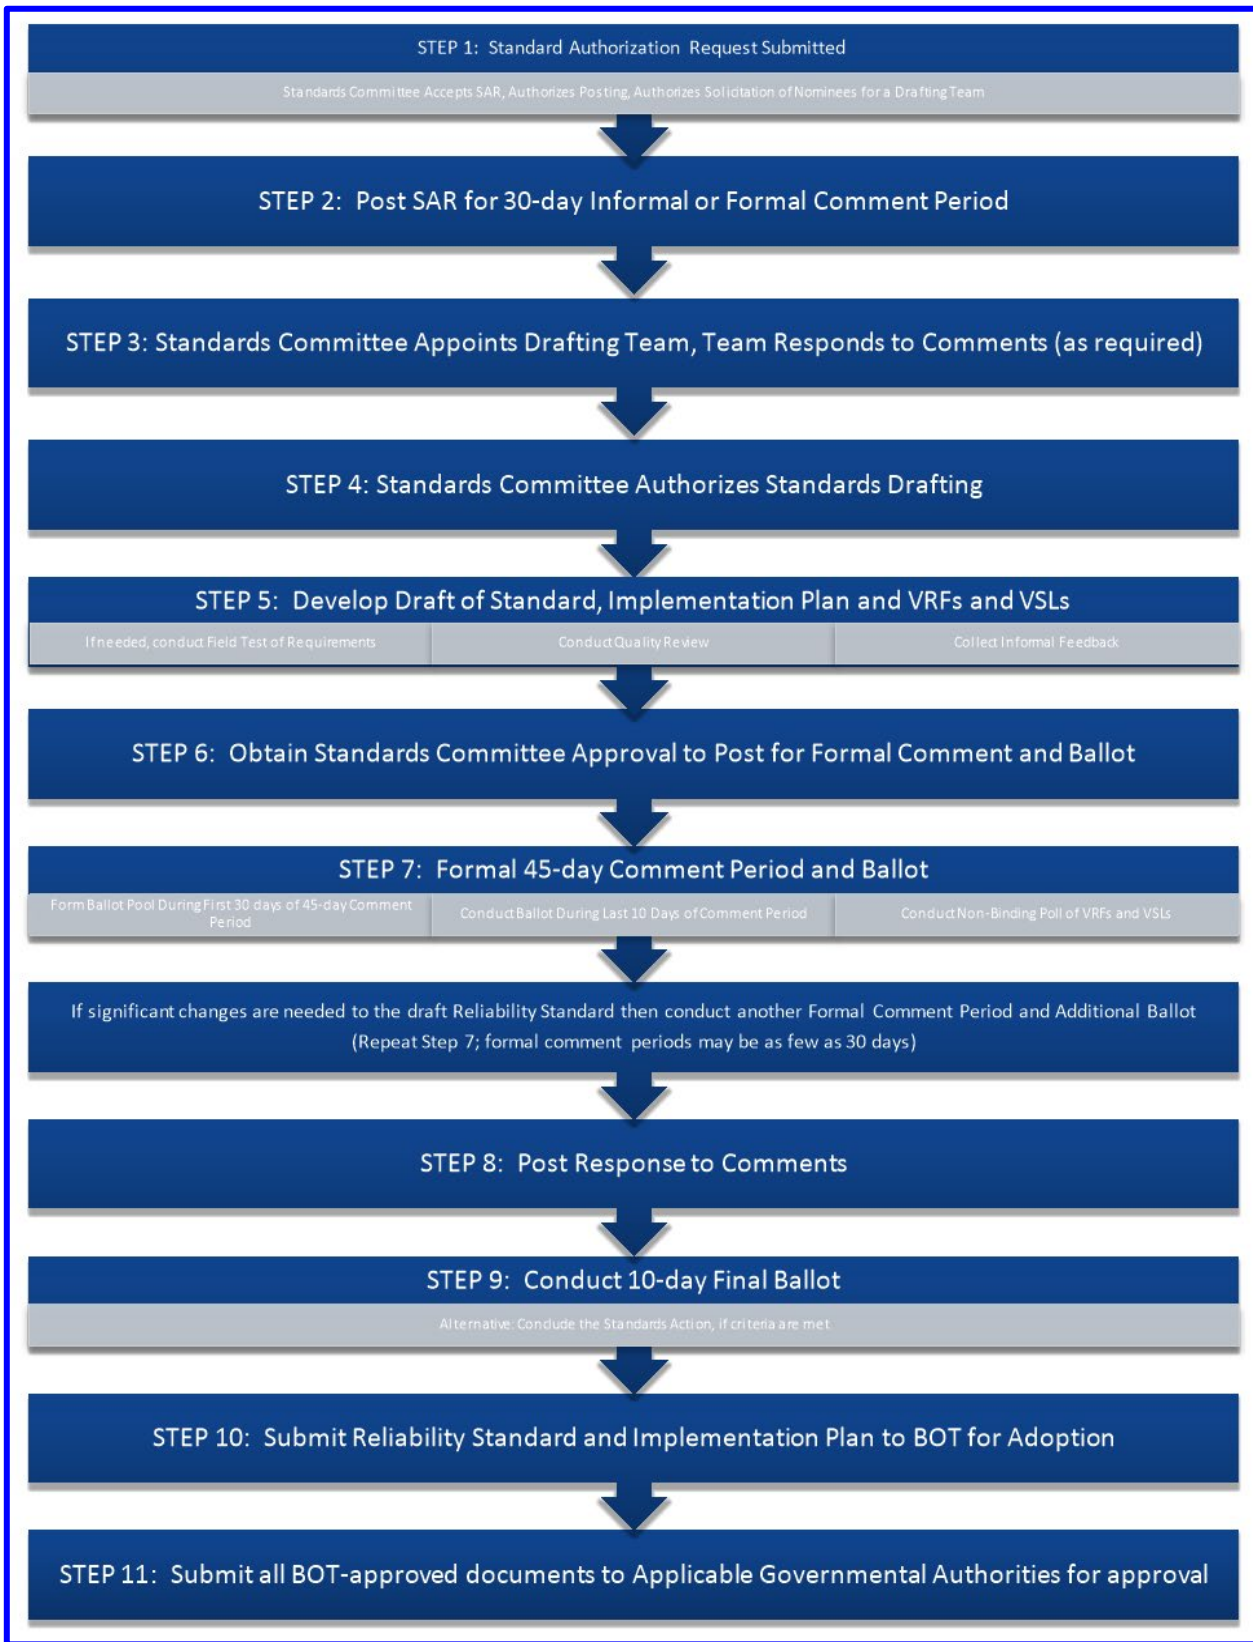 STEP 1: Standard Authorization Request Submitted
Standards Committee Accepts SAR, Authorizes Posting, Authorizes Solicitation of Nominees for a Drafting Team
STEP 2: Post SAR for 30-day Informal or Formal Comment Period
STEP 3: Standards Committee Appoints Drafting Team, Team Responds to Comments (as required)
STEP 4: Standards Committee Authorizes Standards Drafting
STEP 5: Develop Draft of Standard, Implementation Plan and VRFs and VSLs
If needed, conduct Field Test of Requirements
Conduct Quality Review
Collect Informal Feedback
STEP 6: Obtain Standards Committee Approval to Post for Formal Comment and Ballot
STEP 7: Formal 45-day Comment Period and Ballot
Form Ballot Pool During First 30 days of 45-day Comment
Period
Conduct Ballot During Last 10 Days of Comment Period
Conduct Non-Binding Poll of VRFs and VSLs
If significant changes are needed to the draft Reliability Standard then conduct another Formal Comment Period and Additional Ballot
(Repeat Step 7; formal comment periods may be as few as 30 days)
STEP 8: Post Response to Comments
STEP 9: Conduct 10-day Final Ballot
Alternative: Conclude the Standards Action, if criteria are met
STEP 10: Submit Reliability Standard and Implementation Plan to BOT for Adoption
STEP 11: Submit all BOT-approved documents to Applicable Governmental Authorities for approval